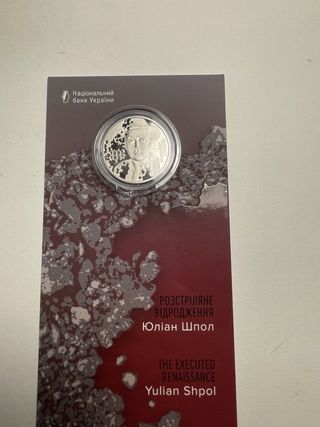 Національний
банк України
РОЗСТРІЛЯНЕ
ВІДРОДЖЕННЯ
Юліан Шпол
THE EXECUTED
RENAISSANCE
Yulian Shpol